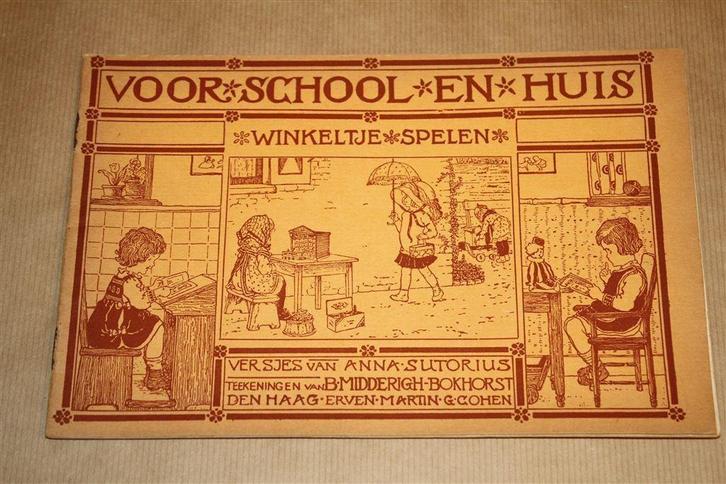 VOOR SCHOOL EN HUIS
WINKELTJE SPELEN
VERSJES VAN ANNA·SUTORIUS
TEEKENINGEN VAN B·MIDDERIGH-BOKHORST
DEN HAAG·ERVEN·MARTIN·G·COHEN